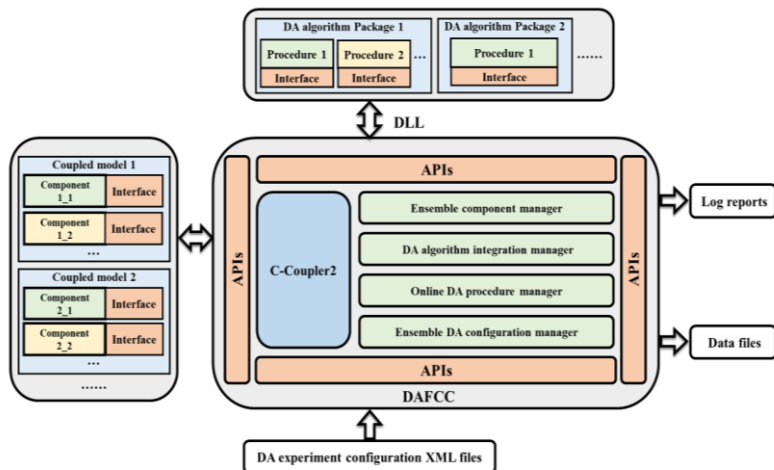 DA algorithm Package 1
Procedure 1
Interface
Procedure 2
Interface
...
DA algorithm Package 2
Procedure 1
Interface
......
DLL
Coupled model 1
Component
1_1
Interface
Component
1_2
Interface
...
Coupled model 2
Component
2_1
Interface
Component
2_2
Interface
...
......
APIs
APIs
C-Coupler2
Ensemble component manager
DA algorithm integration manager
Online DA procedure manager
Ensemble DA configuration manager
APIs
APIs
DAFCC
Log reports
Data files
DA experiment configuration XML files